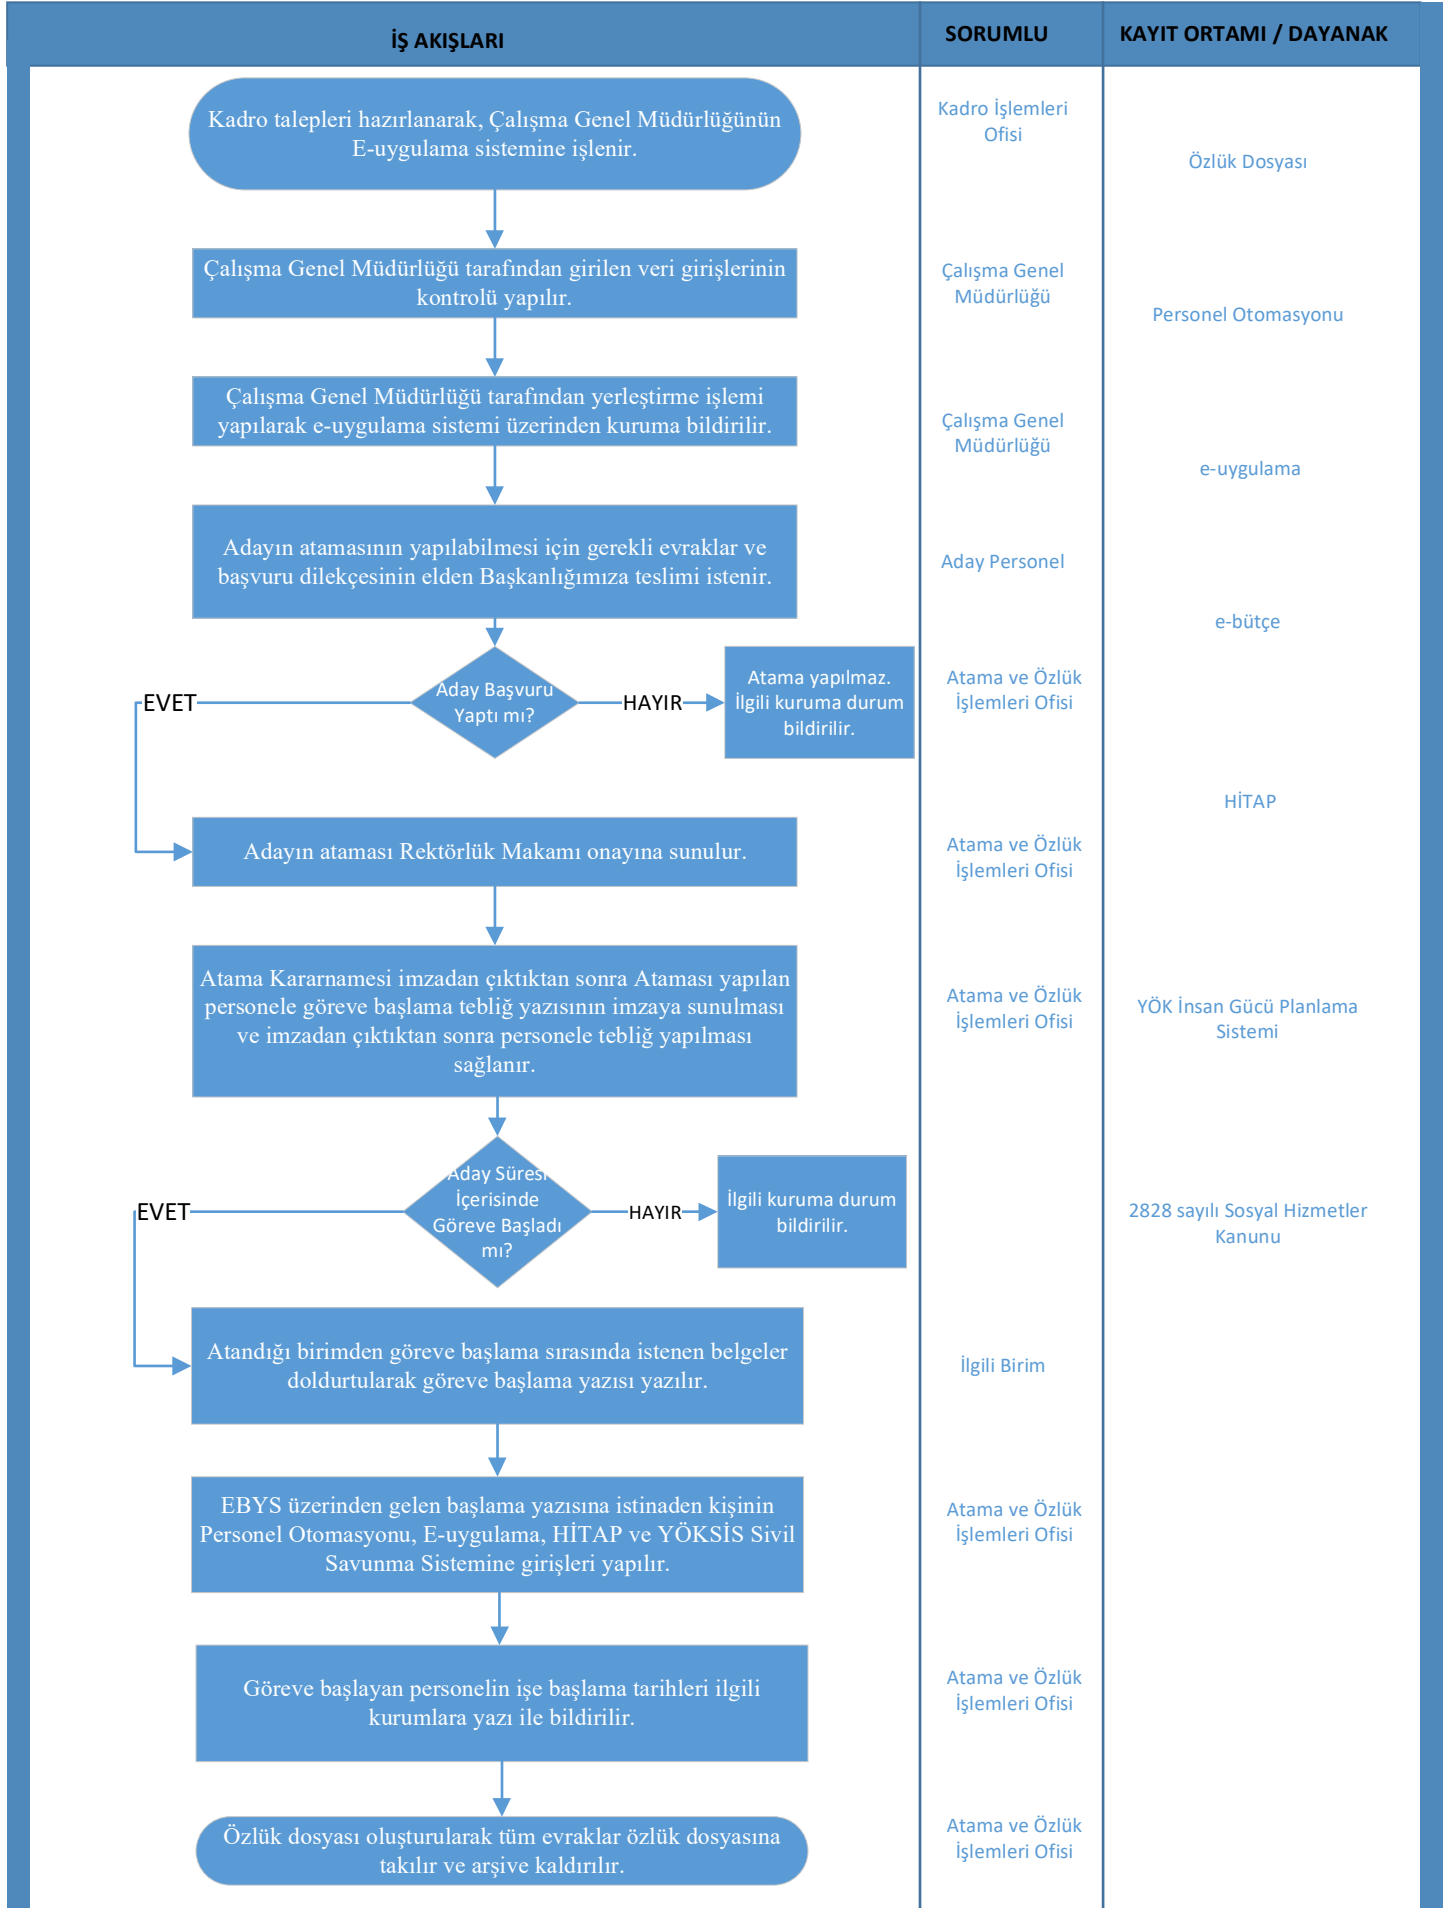 İŞ AKIŞLARI
SORUMLU
KAYIT ORTAMI / DAYANAK
Kadro talepleri hazırlanarak, Çalışma Genel Müdürlüğünün
E-uygulama sistemine işlenir.
Kadro İşlemleri
Ofisi
Özlük Dosyası
Çalışma Genel Müdürlüğü tarafından girilen veri girişlerinin
kontrolü yapılır.
Çalışma Genel
Müdürlüğü
Personel Otomasyonu
Çalışma Genel Müdürlüğü tarafından yerleştirme işlemi
yapılarak e-uygulama sistemi üzerinden kuruma bildirilir.
Çalışma Genel
Müdürlüğü
e-uygulama
Adayın atamasının yapılabilmesi için gerekli evraklar ve
başvuru dilekçesinin elden Başkanlığımıza teslimi istenir.
Aday Personel
e-bütçe
EVET
Aday Başvuru
Yaptı mı?
HAYIR
Atama yapılmaz.
İlgili kuruma durum
bildirilir.
Atama ve Özlük
İşlemleri Ofisi
HİTAP
Adayın ataması Rektörlük Makamı onayına sunulur.
Atama ve Özlük
İşlemleri Ofisi
Atama Kararnamesi imzadan çıktıktan sonra Ataması yapılan
personele göreve başlama tebliğ yazısının imzaya sunulması
ve imzadan çıktıktan sonra personele tebliğ yapılması
sağlanır.
Atama ve Özlük
İşlemleri Ofisi
YÖK İnsan Gücü Planlama
Sistemi
EVET
Aday Süresi
İçerisinde
Göreve Başladı
mı?
HAYIR
İlgili kuruma durum
bildirilir.
2828 sayılı Sosyal Hizmetler
Kanunu
Atandığı birimden göreve başlama sırasında istenen belgeler
doldurtularak göreve başlama yazısı yazılır.
İlgili Birim
EBYS üzerinden gelen başlama yazısına istinaden kişinin
Personel Otomasyonu, E-uygulama, HİTAP ve YÖKSİS Sivil
Savunma Sistemine girişleri yapılır.
Atama ve Özlük
İşlemleri Ofisi
Göreve başlayan personelin işe başlama tarihleri ilgili
kurumlara yazı ile bildirilir.
Atama ve Özlük
İşlemleri Ofisi
Özlük dosyası oluşturularak tüm evraklar özlük dosyasına
takılır ve arşive kaldırılır.
Atama ve Özlük
İşlemleri Ofisi